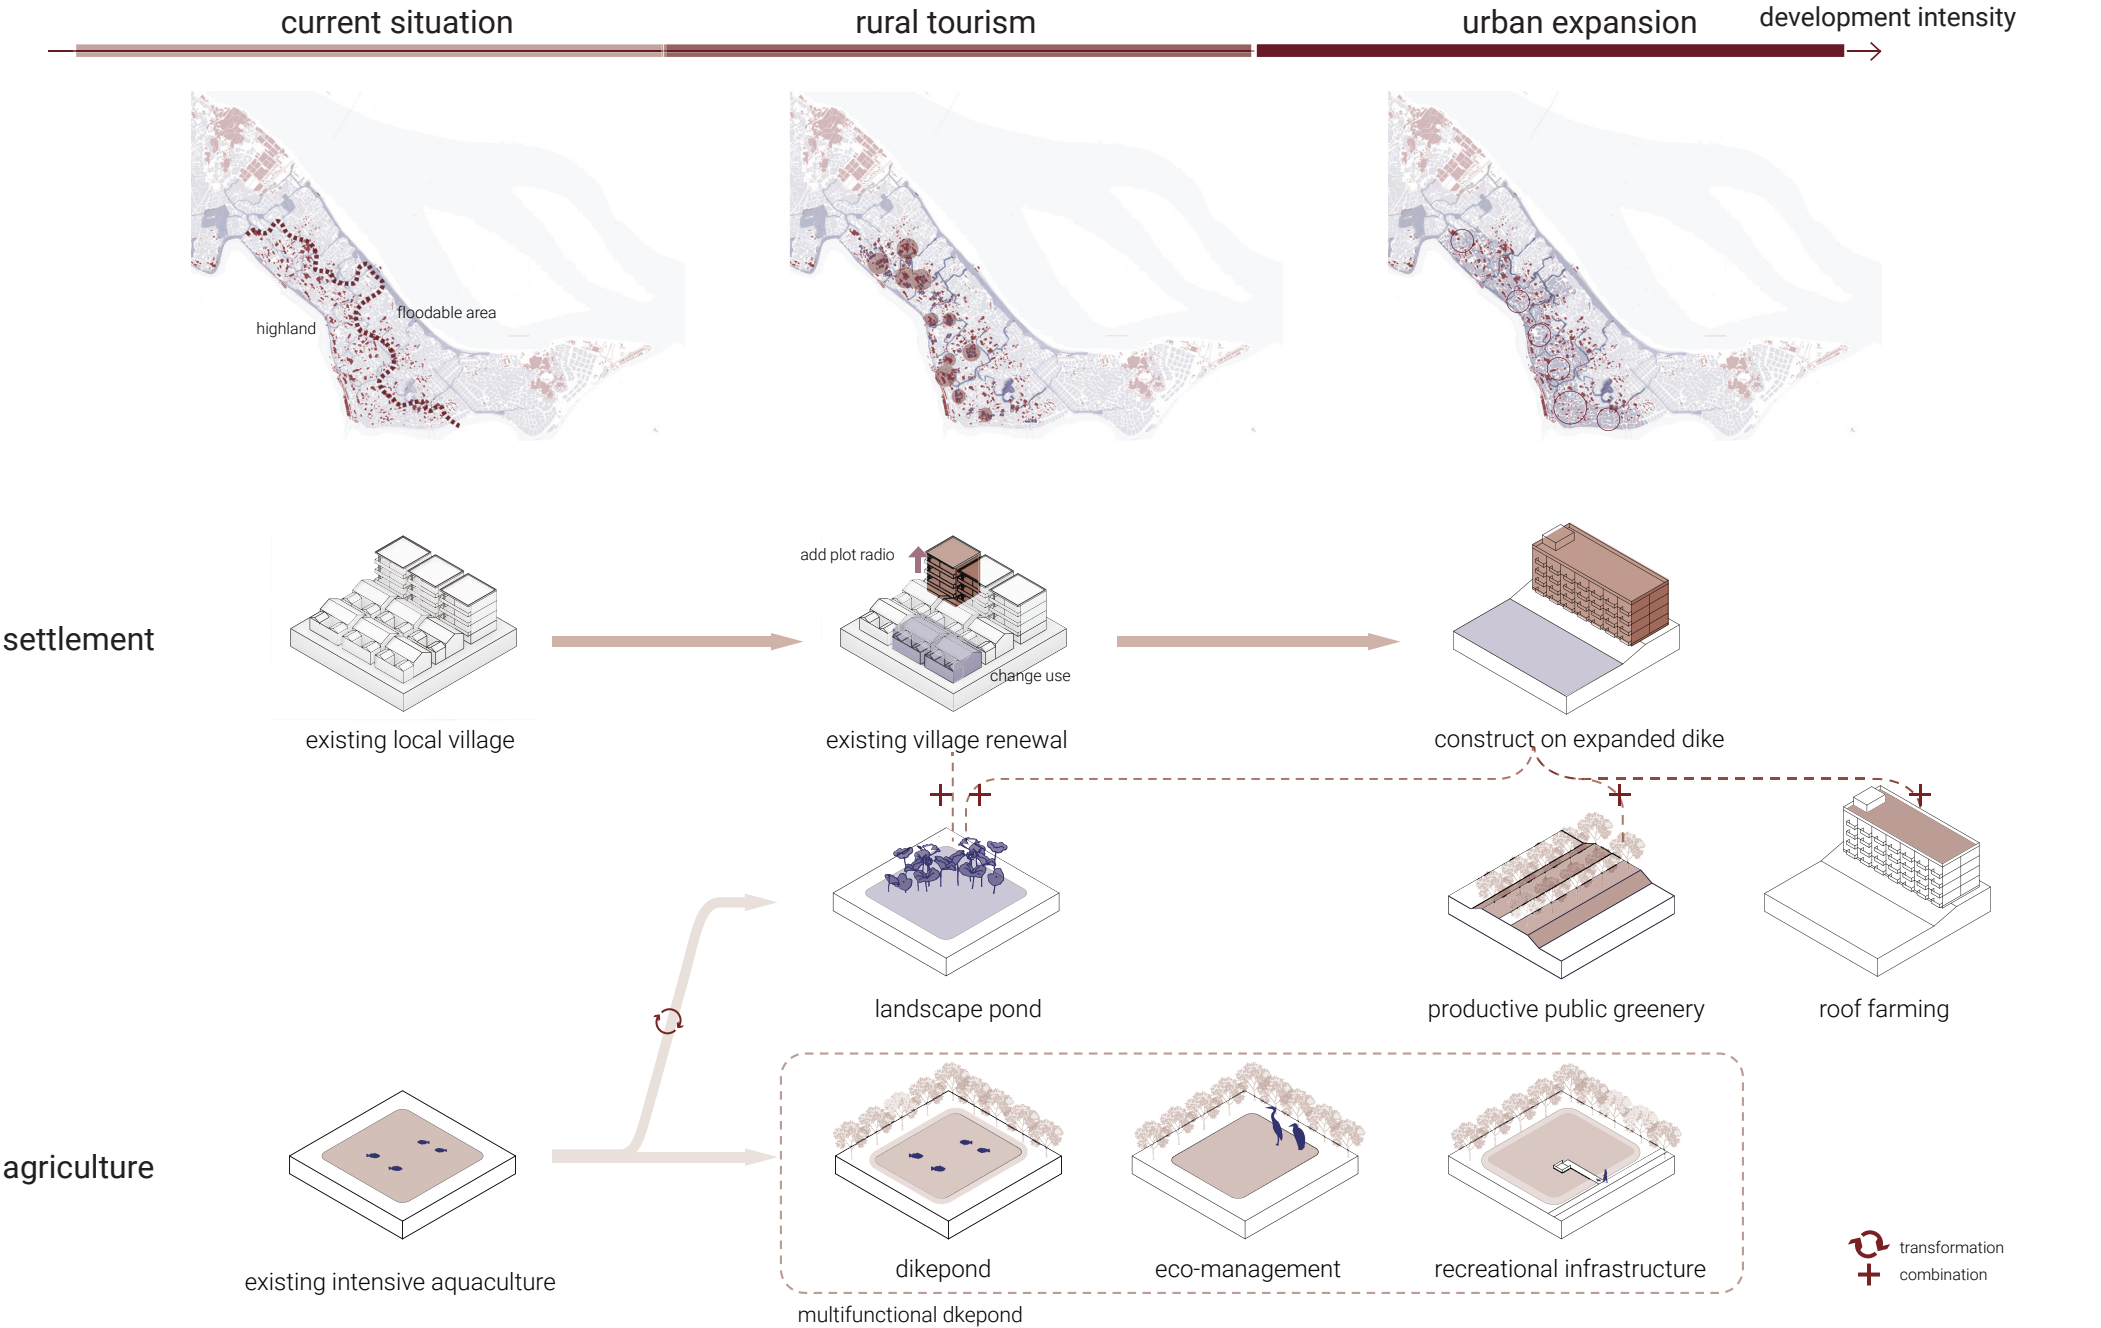 current situation
rural tourism
urban expansion
development intensity
highland
floodable area
add plot radio
change use
settlement
existing local village
existing village renewal
construct on expanded dike
landscape pond
productive public greenery
roof farming
agriculture
existing intensive aquaculture
dikepond
eco-management
recreational infrastructure
multifunctional dkepond
transformation
combination